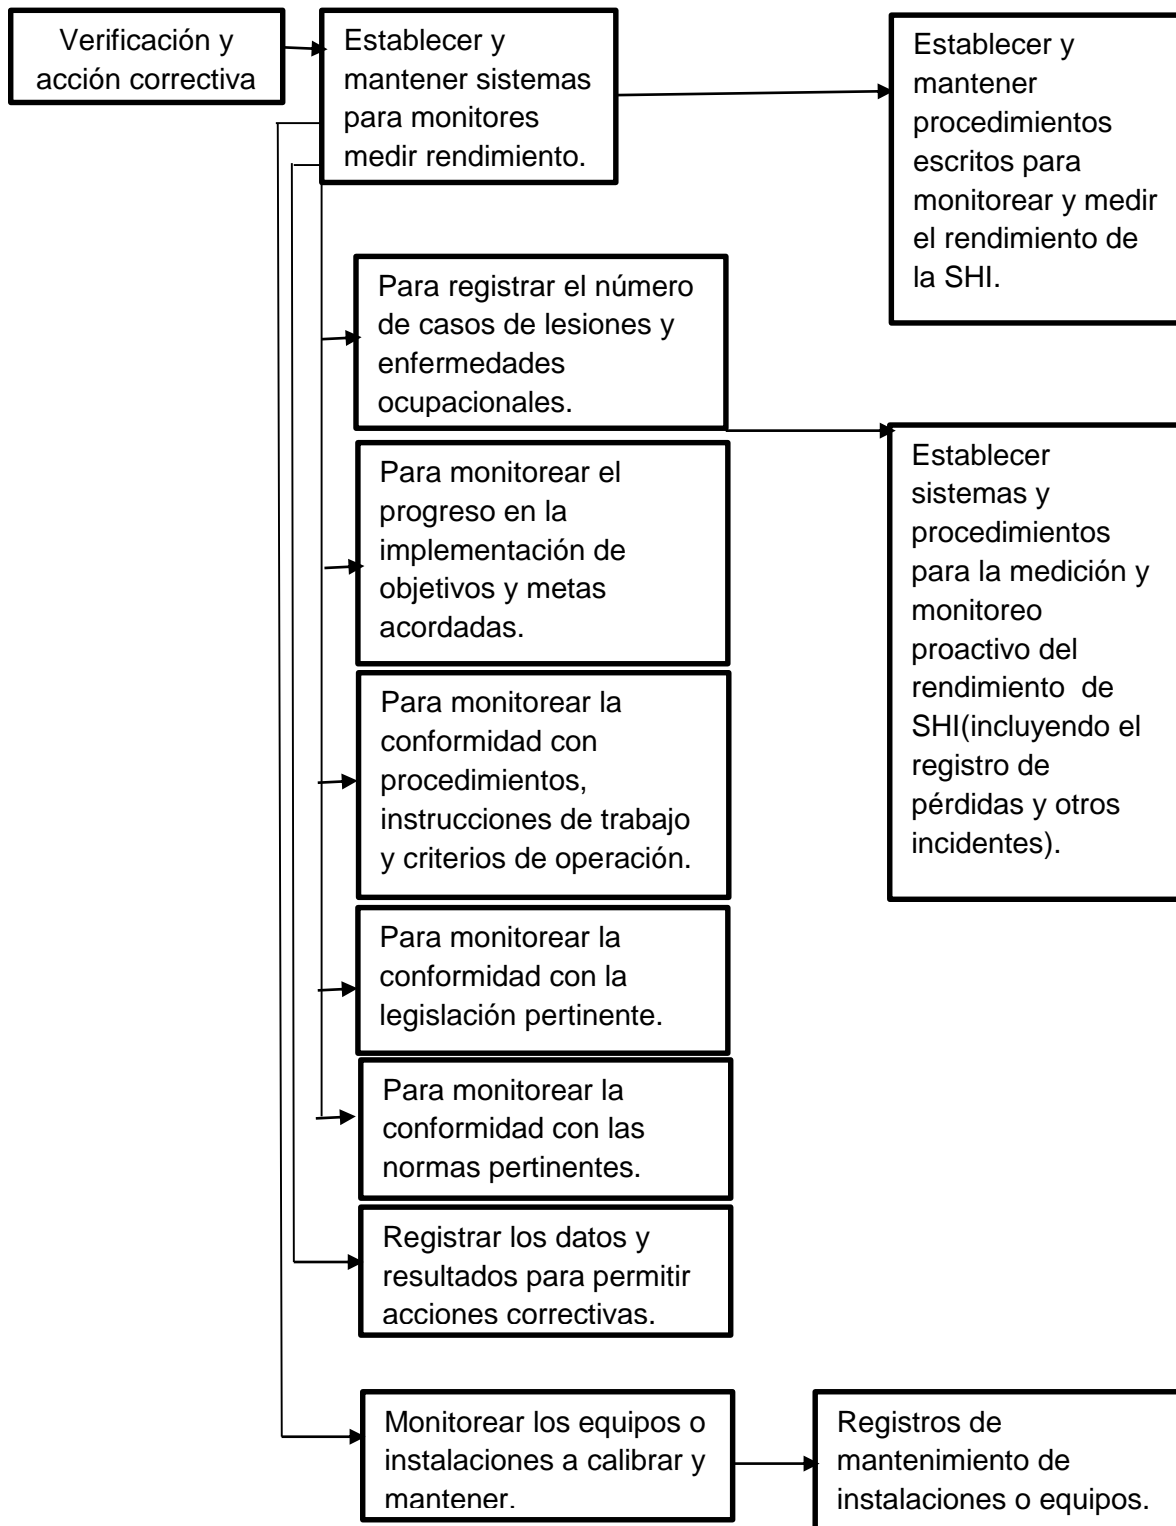 Verificación y
acción correctiva
Establecer y
mantener sistemas
para monitores
medir rendimiento.
Establecer y
mantener
procedimientos
escritos para
monitorear y medir
el rendimiento de
la SHI.
Para registrar el número
de casos de lesiones y
enfermedades
ocupacionales.
Establecer
sistemas y
procedimientos
para la medición y
monitoreo
proactivo del
rendimiento de
SHI(incluyendo el
registro de
pérdidas y otros
incidentes).
Para monitorear el
progreso en la
implementación de
objetivos y metas
acordadas.
Para monitorear la
conformidad con
procedimientos,
instrucciones de trabajo
y criterios de operación.
Para monitorear la
conformidad con la
legislación pertinente.
Para monitorear la
conformidad con las
normas pertinentes.
Registrar los datos y
resultados para permitir
acciones correctivas.
Monitorear los equipos o
instalaciones a calibrar y
mantener.
Registros de
mantenimiento de
instalaciones o equipos.